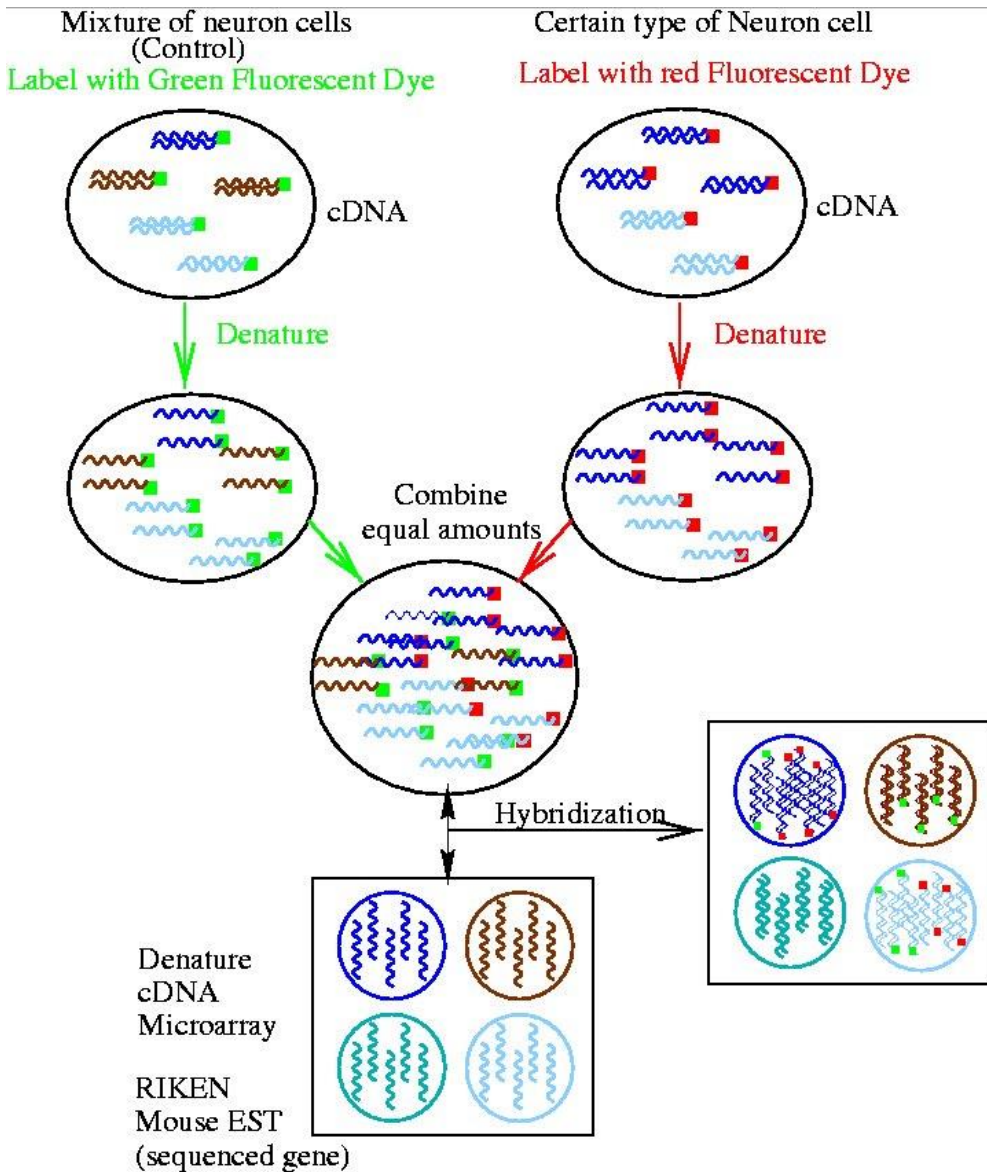 Mixture of neuron cells
(Control)
Label with Green Fluorescent Dye
Certain type of Neuron cell
Label with red Fluorescent Dye
cDNA
cDNA
Denature
Denature
Combine
equal amounts
Hybridization
Denature
cDNA
Microarray
RIKEN
Mouse EST
(sequenced gene)